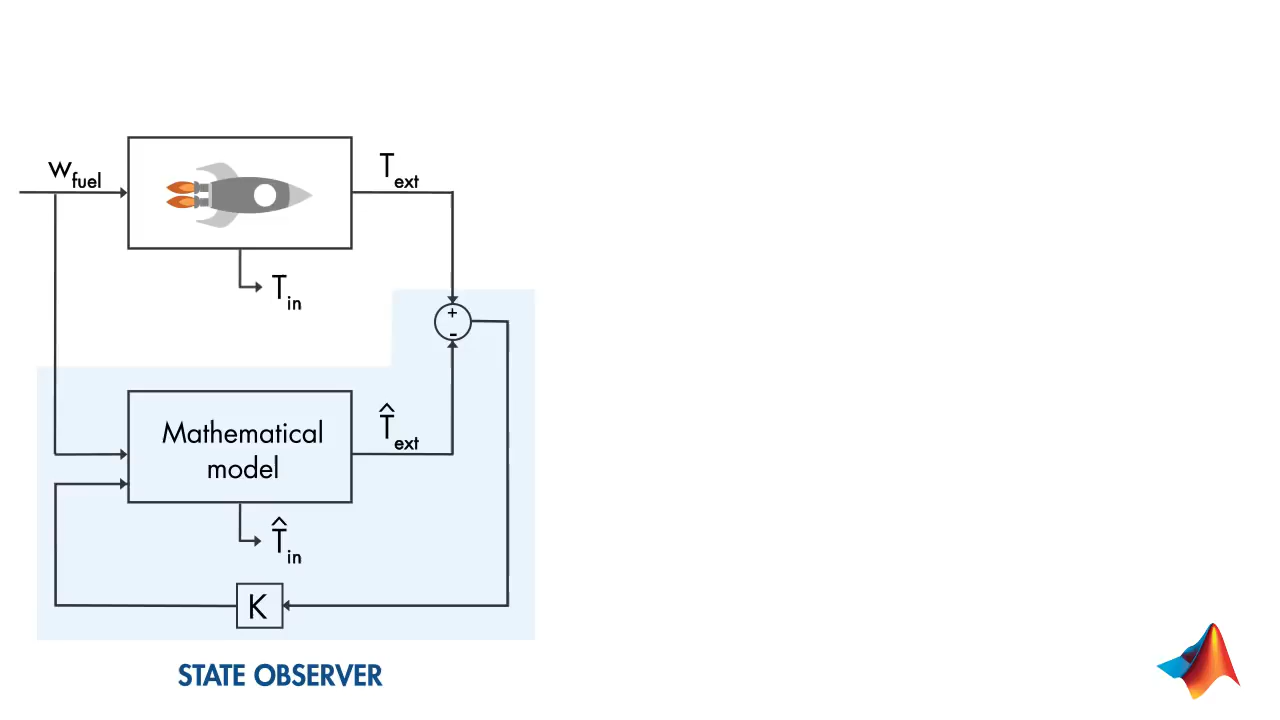 w_fuel
T_ext
T_in
+
-
Mathematical
model
T̂_ext
T̂_in
K
STATE OBSERVER